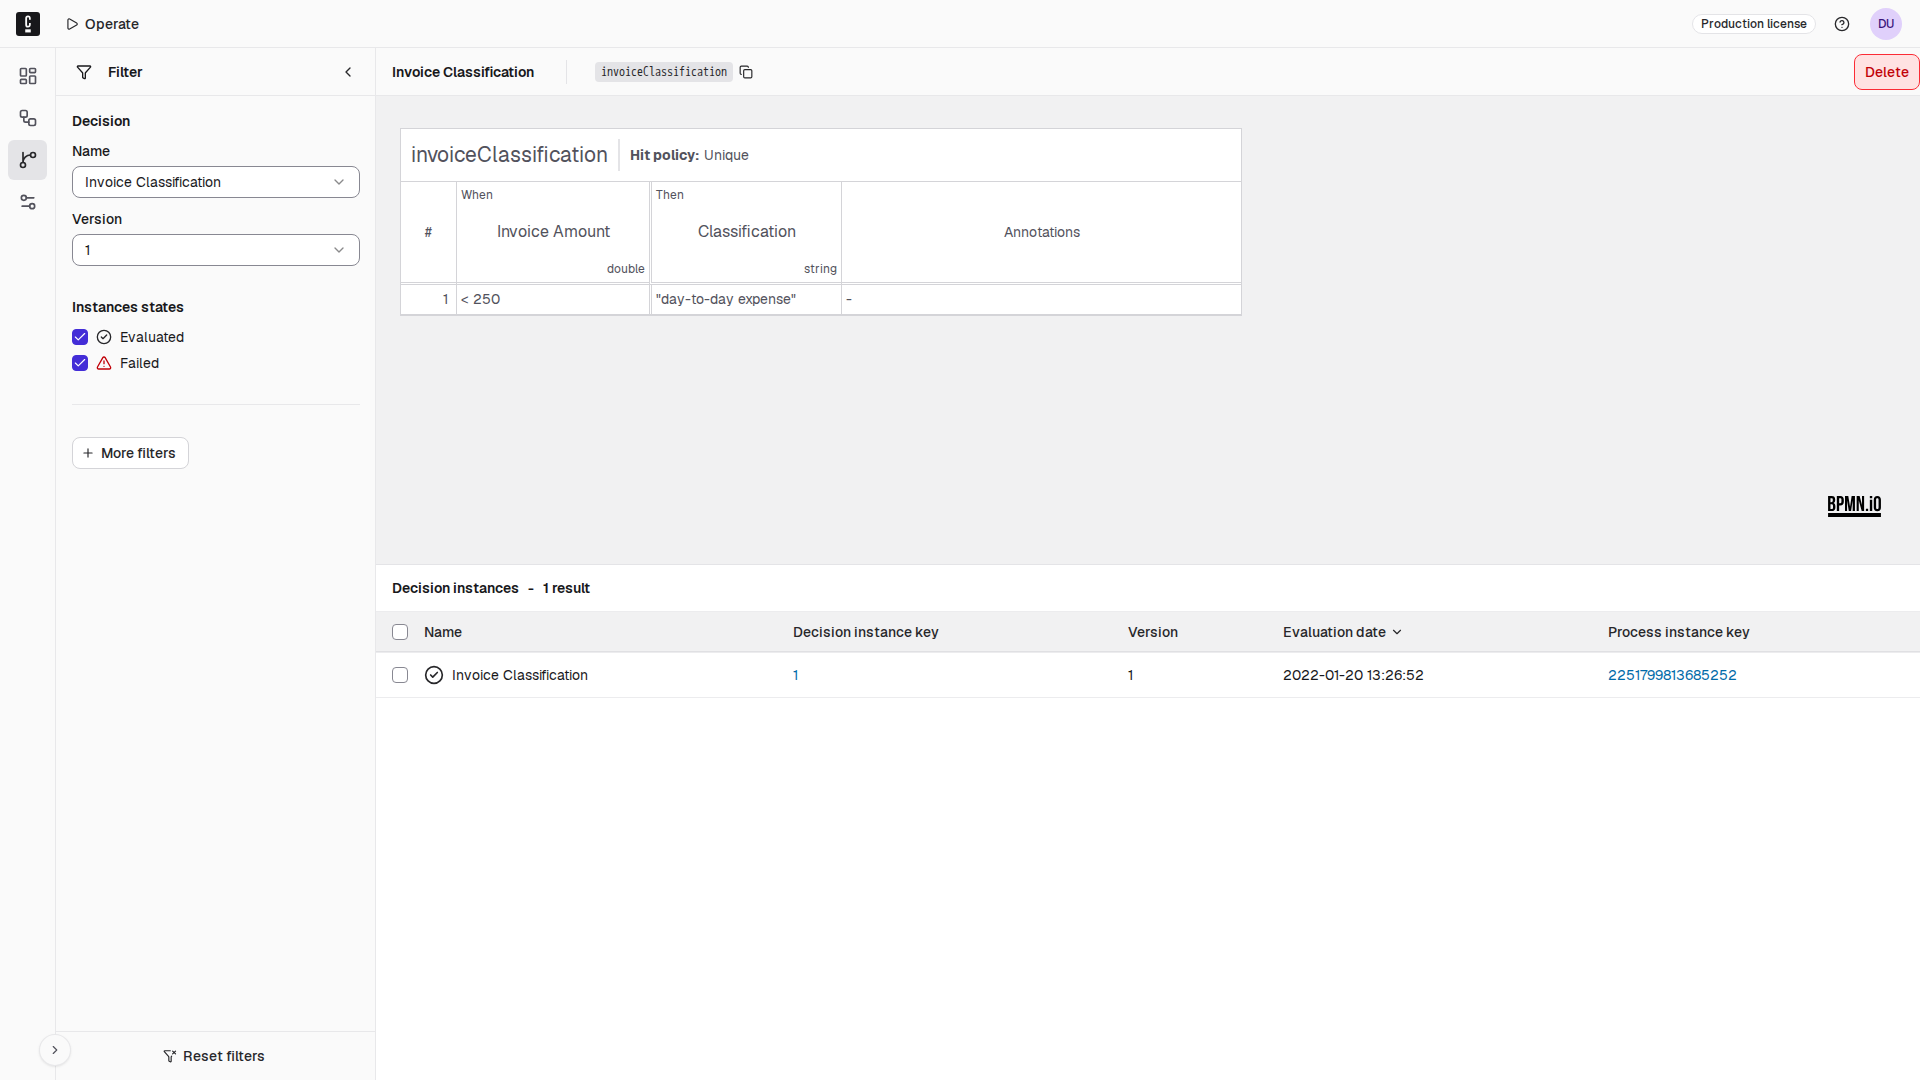 Operate
Production license
DU
Filter
Invoice Classification
invoiceClassification
Delete
Decision
Name
Invoice Classification
Version
1
Instances states
Evaluated
Failed
More filters
Reset filters
invoiceClassification
Hit policy: Unique
When
Then
#
Invoice Amount
Classification
Annotations
double
string
1
< 250
"day-to-day expense"
-
BPMN.iO
Decision instances - 1 result
Name
Decision instance key
Version
Evaluation date
Process instance key
Invoice Classification
1
1
2022-01-20 13:26:52
2251799813685252